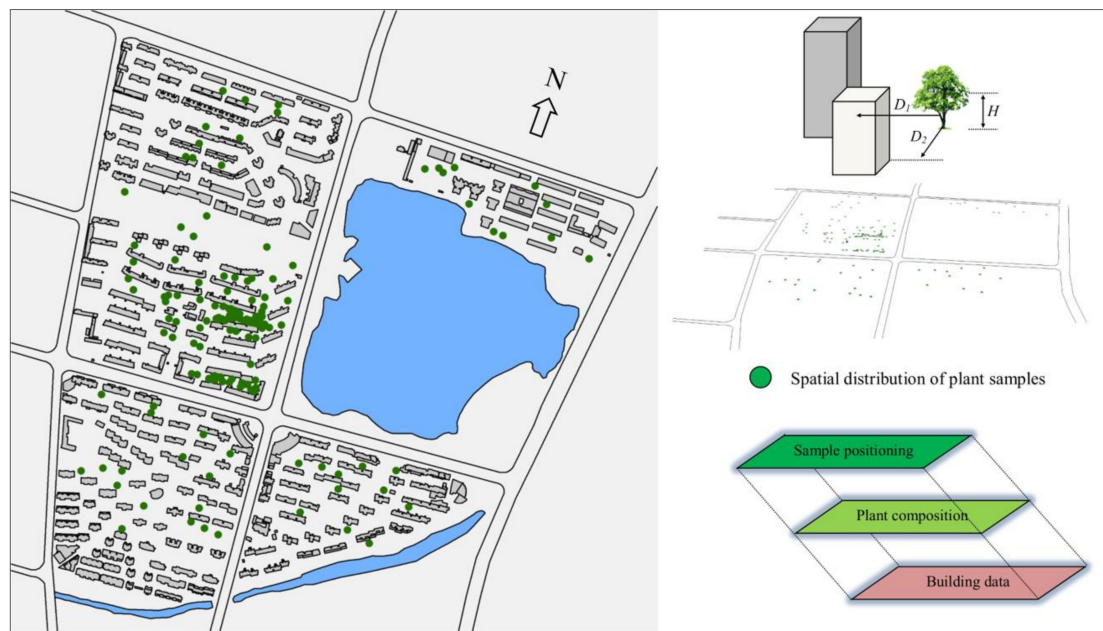 N
D1
H
D2
Spatial distribution of plant samples
Sample positioning
Plant composition
Building data